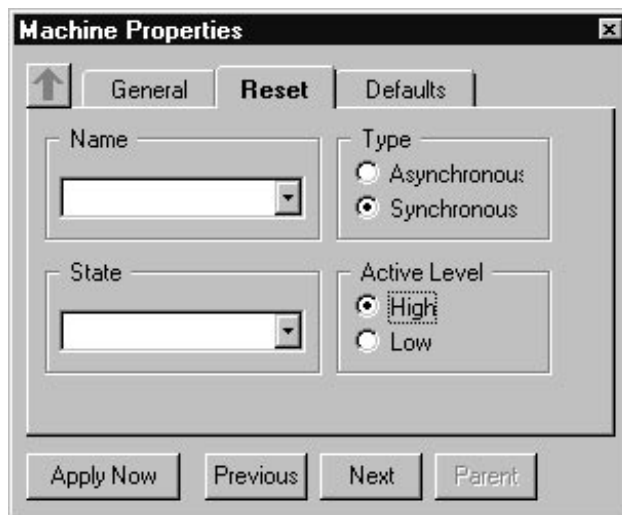 Machine Properties
General Reset Defaults
Name
Type
Asynchronous
Synchronous
State
Active Level
High
Low
Apply Now Previous Next Parent